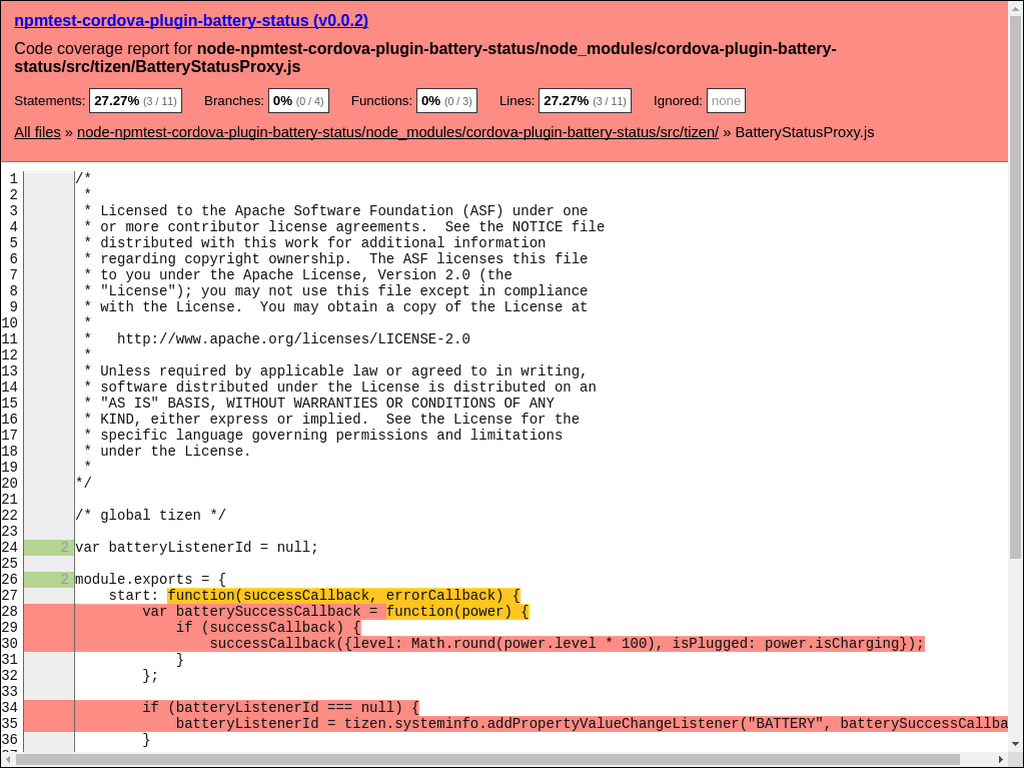 npmtest-cordova-plugin-battery-status (v0.0.2)
Code coverage report for node-npmtest-cordova-plugin-battery-status/node_modules/cordova-plugin-battery-
status/src/tizen/BatteryStatusProxy.js
Statements: 27.27% (3 / 11) Branches: 0% (0 / 4) Functions: 0% (0 / 3) Lines: 27.27% (3 / 11) Ignored: none
All files » node-npmtest-cordova-plugin-battery-status/node_modules/cordova-plugin-battery-status/src/tizen/ » BatteryStatusProxy.js
1 /*
2  *
3  * Licensed to the Apache Software Foundation (ASF) under one
4  * or more contributor license agreements.  See the NOTICE file
5  * distributed with this work for additional information
6  * regarding copyright ownership.  The ASF licenses this file
7  * to you under the Apache License, Version 2.0 (the
8  * "License"); you may not use this file except in compliance
9  * with the License.  You may obtain a copy of the License at
10  *
11  *   http://www.apache.org/licenses/LICENSE-2.0
12  *
13  * Unless required by applicable law or agreed to in writing,
14  * software distributed under the License is distributed on an
15  * "AS IS" BASIS, WITHOUT WARRANTIES OR CONDITIONS OF ANY
16  * KIND, either express or implied.  See the License for the
17  * specific language governing permissions and limitations
18  * under the License.
19  *
20 */
21
22 /* global tizen */
23
24 2 var batteryListenerId = null;
25
26 2 module.exports = {
27     start: function(successCallback, errorCallback) {
28         var batterySuccessCallback = function(power) {
29             if (successCallback) {
30                 successCallback({level: Math.round(power.level * 100), isPlugged: power.isCharging});
31             }
32         };
33
34         if (batteryListenerId === null) {
35             batteryListenerId = tizen.systeminfo.addPropertyValueChangeListener("BATTERY", batterySuccessCallba
36         }